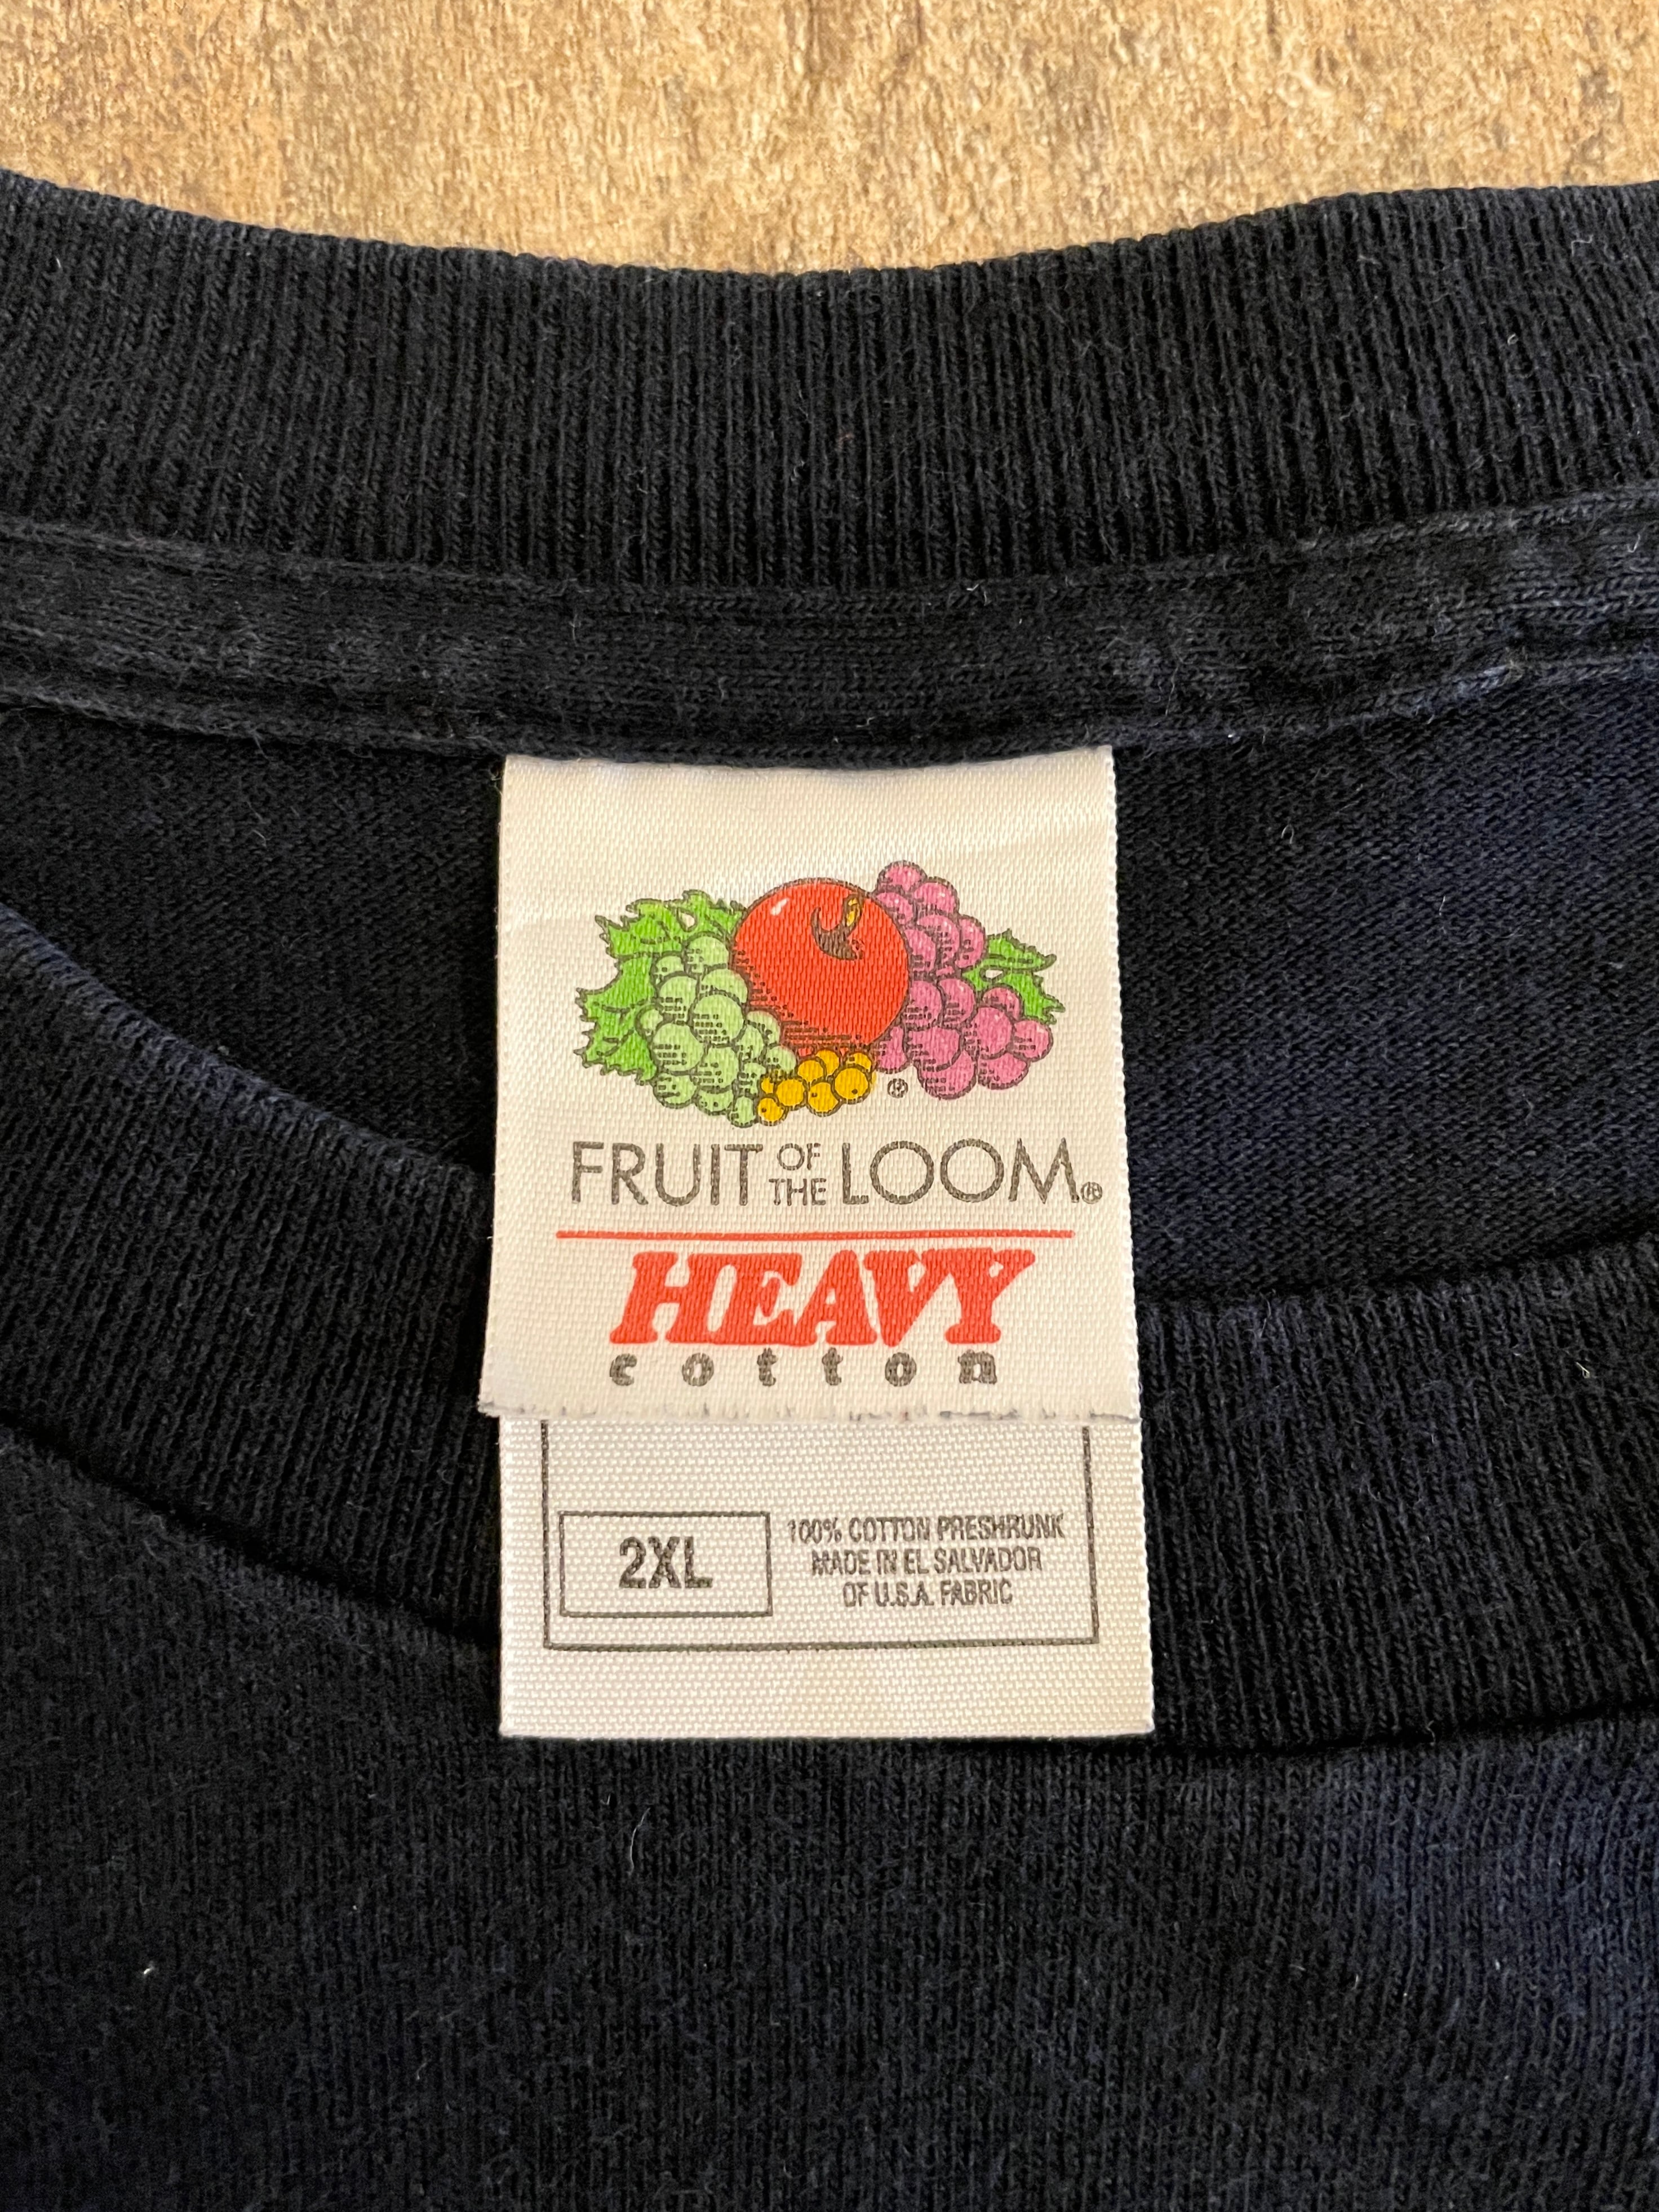 ®
FRUIT OF THE LOOM®
HEAVY
cotton
2XL
100% COTTON PRESHRUNK
MADE IN EL SALVADOR
OF U.S.A. FABRIC